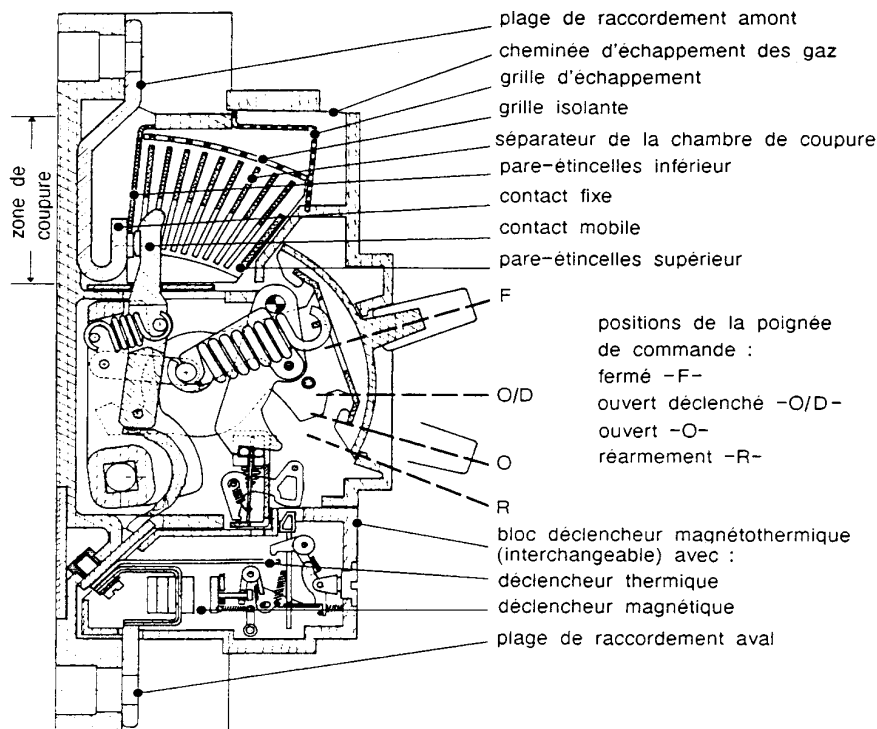 plage de raccordement amont
cheminée d'échappement des gaz
grille d'échappement
grille isolante
séparateur de la chambre de coupure
pare-étincelles inférieur
contact fixe
contact mobile
pare-étincelles supérieur
zone de
coupure
F
O/D
O
R
positions de la poignée
de commande :
fermé -F-
ouvert déclenché -O/D-
ouvert -O-
réarmement -R-
bloc déclencheur magnétothermique
(interchangeable) avec :
déclencheur thermique
déclencheur magnétique
plage de raccordement aval